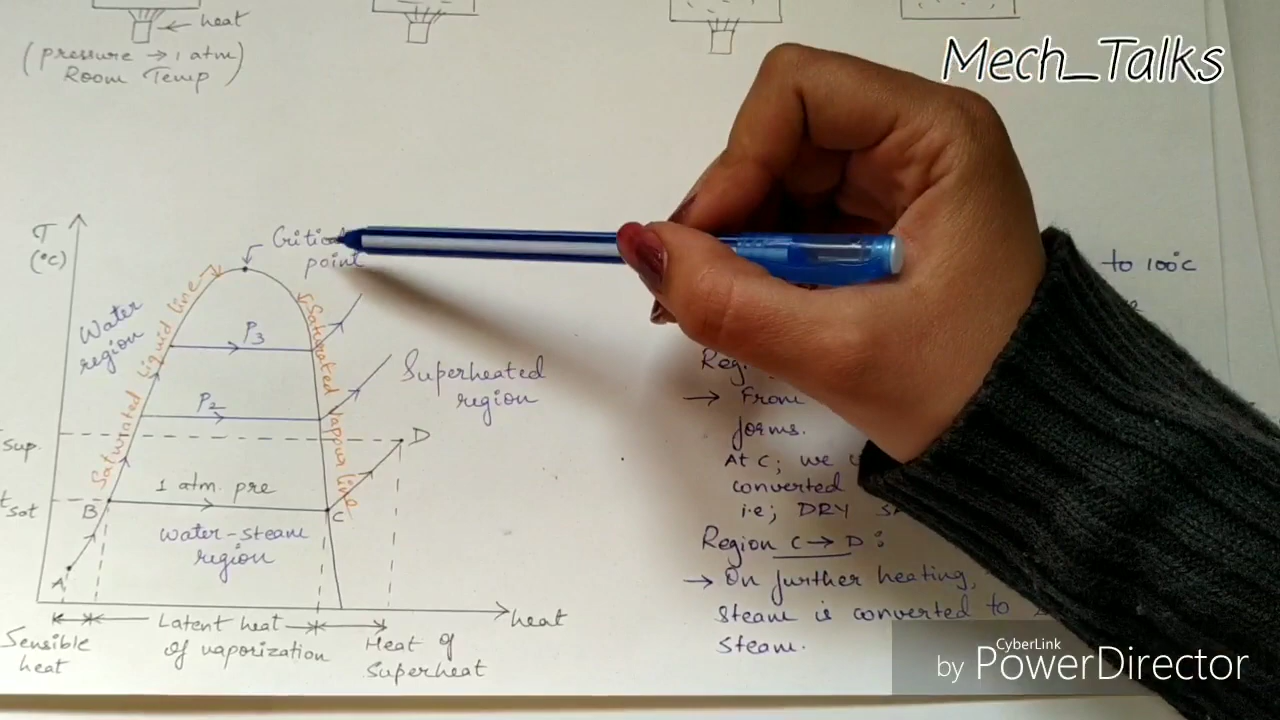 heat
(pressure → 1 atm)
Room Temp
Mech_Talks
T
(°C)
Critical
point
Water
region
Saturated liquid line
Saturated vapour line
P3
P2
1 atm. pre
Superheated
region
sup.
tsat
A
B
C
D
water-steam
region
heat
Sensible
heat
Latent heat
of vaporization
Heat of
Superheat
to 100°C
Reg
→ From
forms.
At C; we
converted
i.e; DRY
Region C → D :
→ On further heating,
steam is converted to
steam.
CyberLink
by PowerDirector